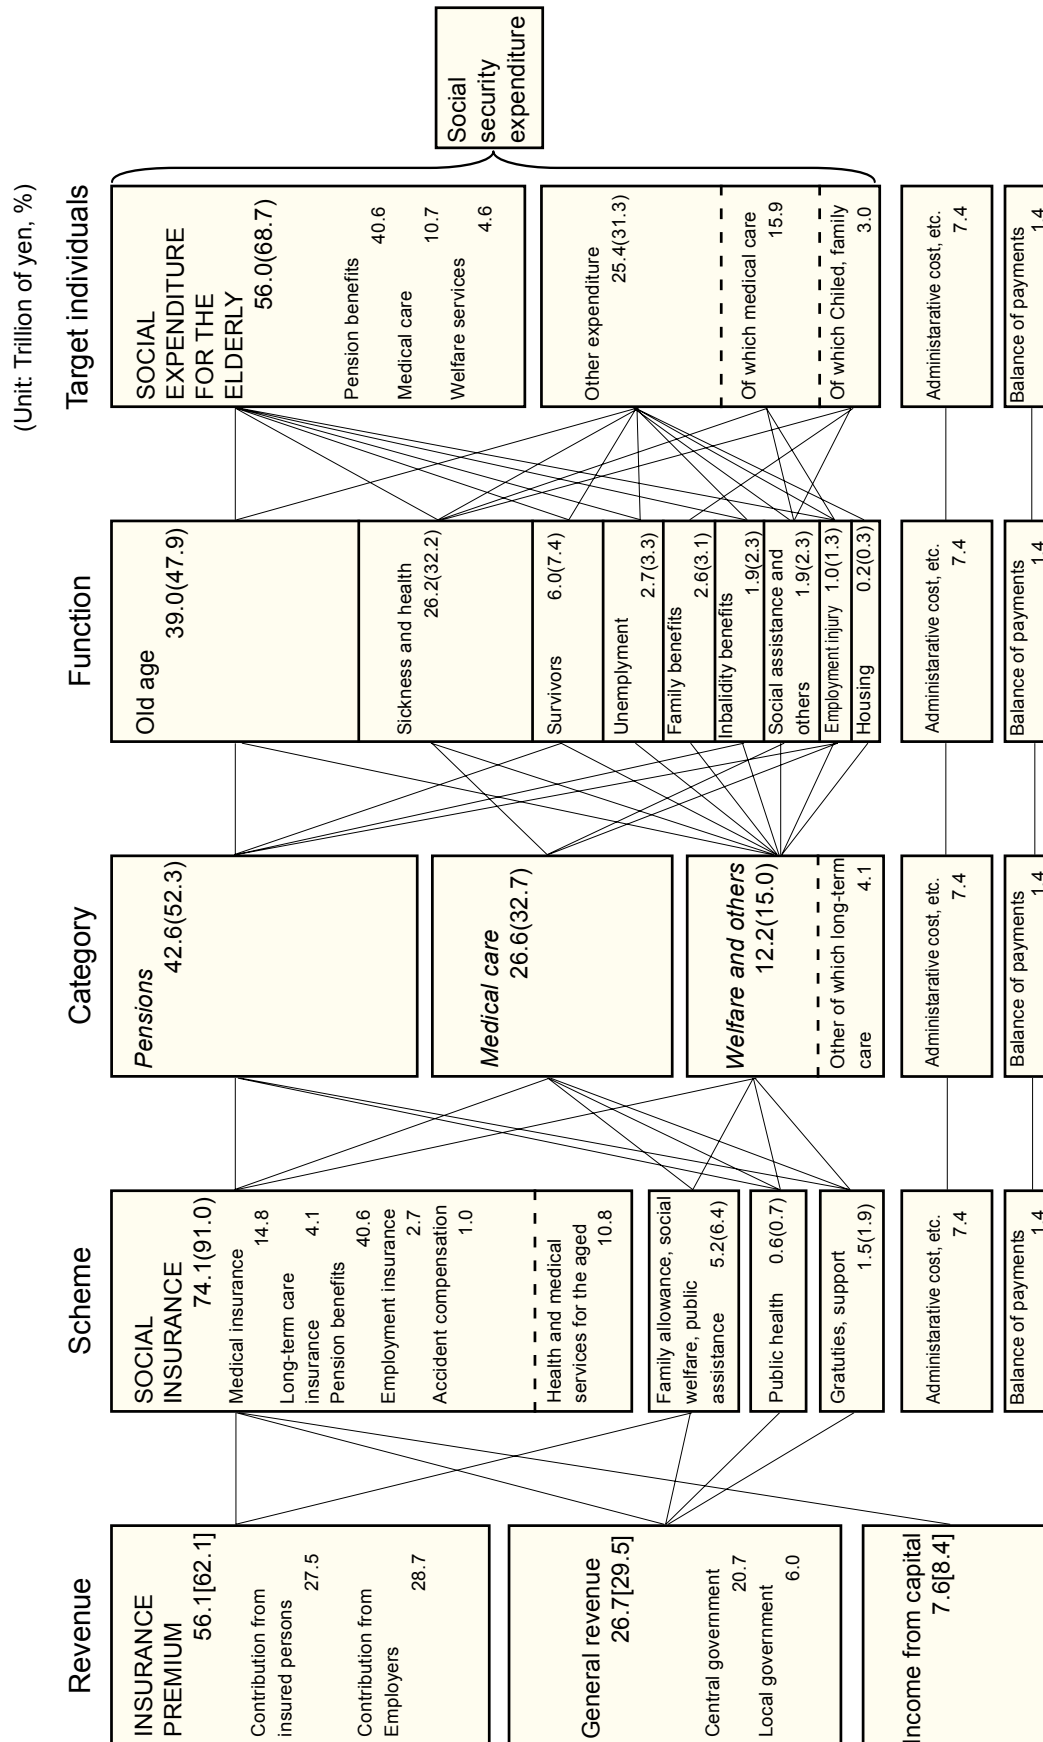 (Unit: Trillion of yen, %)
Revenue
INSURANCE
PREMIUM
56.1[62.1]
Contribution from
insured persons
27.5
Contribution from
Employers
28.7
General revenue
26.7[29.5]
Central government
20.7
Local government
6.0
Income from capital
7.6[8.4]
Scheme
SOCIAL
INSURANCE
74.1(91.0)
Medical insurance
14.8
Long-term care
insurance
4.1
Pension benefits
40.6
Employment insurance
2.7
Accident compensation
1.0
Health and medical
services for the aged
10.8
Family allowance, social
welfare, public
assistance 5.2(6.4)
Public health 0.6(0.7)
Gratuties, support
1.5(1.9)
Administarative cost, etc.
7.4
Balance of payments
1.4
Category
Pensions
42.6(52.3)
Medical care
26.6(32.7)
Welfare and others
12.2(15.0)
Other of which long-term
care 4.1
Administarative cost, etc.
7.4
Balance of payments
1.4
Function
Old age
39.0(47.9)
Sickness and health
26.2(32.2)
Survivors 6.0(7.4)
Unemplyment
2.7(3.3)
Family benefits
2.6(3.1)
Inbalidity benefits
1.9(2.3)
Social assistance and
others 1.9(2.3)
Employment injury 1.0(1.3)
Housing 0.2(0.3)
Administarative cost, etc.
7.4
Balance of payments
1.4
Target individuals
SOCIAL
EXPENDITURE
FOR THE
ELDERLY
56.0(68.7)
Pension benefits
40.6
Medical care
10.7
Welfare services
4.6
Other expenditure
25.4(31.3)
Of which medical care
15.9
Of which Chiled, family
3.0
Administarative cost, etc.
7.4
Balance of payments
1.4
Social
security
expenditure